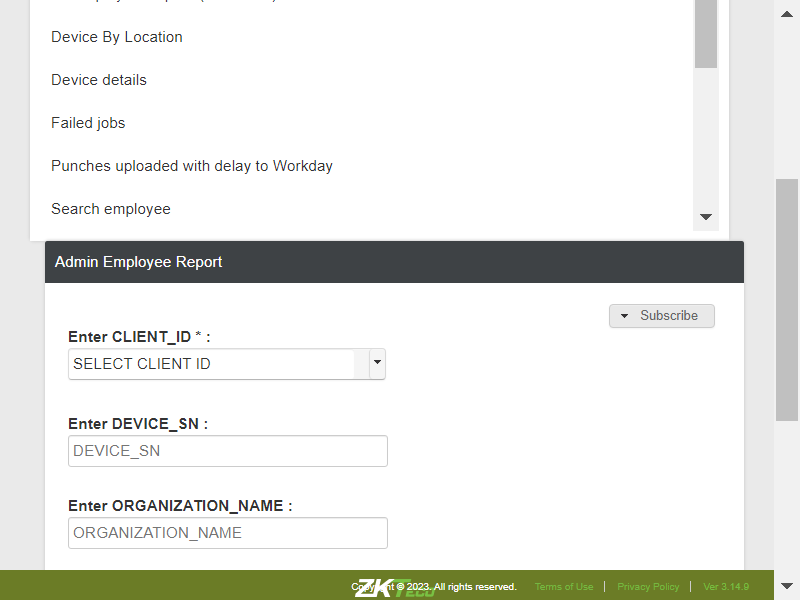 Device By Location
Device details
Failed jobs
Punches uploaded with delay to Workday
Search employee
Admin Employee Report
Subscribe
Enter CLIENT_ID * :
SELECT CLIENT ID
Enter DEVICE_SN :
DEVICE_SN
Enter ORGANIZATION_NAME :
ORGANIZATION_NAME
ZKTeco
Copyright © 2023. All rights reserved. Terms of Use | Privacy Policy | Ver 3.14.9